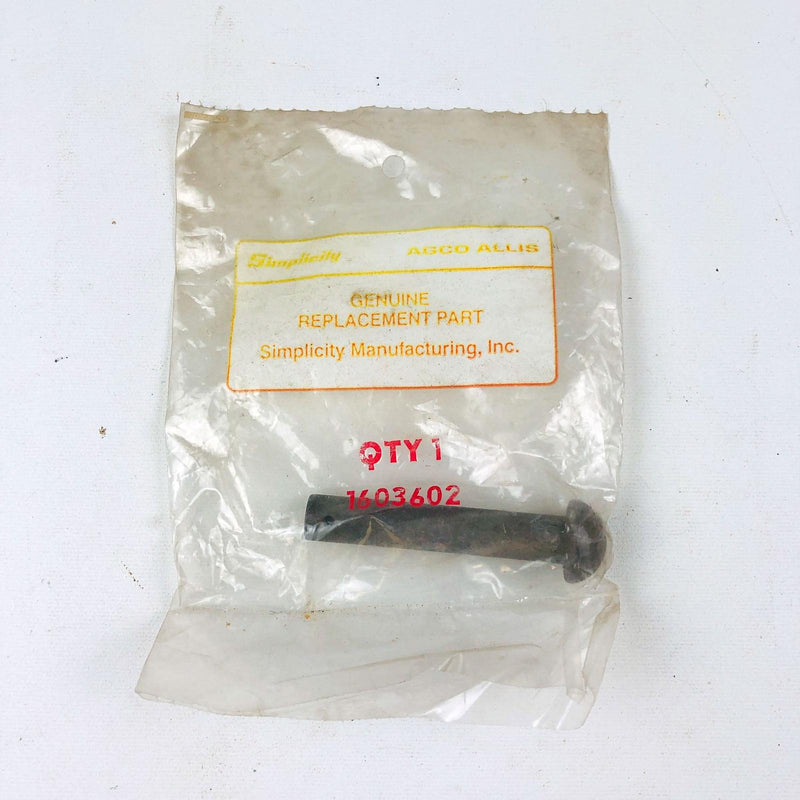 Simplicity AGCO ALLIS
GENUINE
REPLACEMENT PART
Simplicity Manufacturing, Inc.
QTY 1
1603602